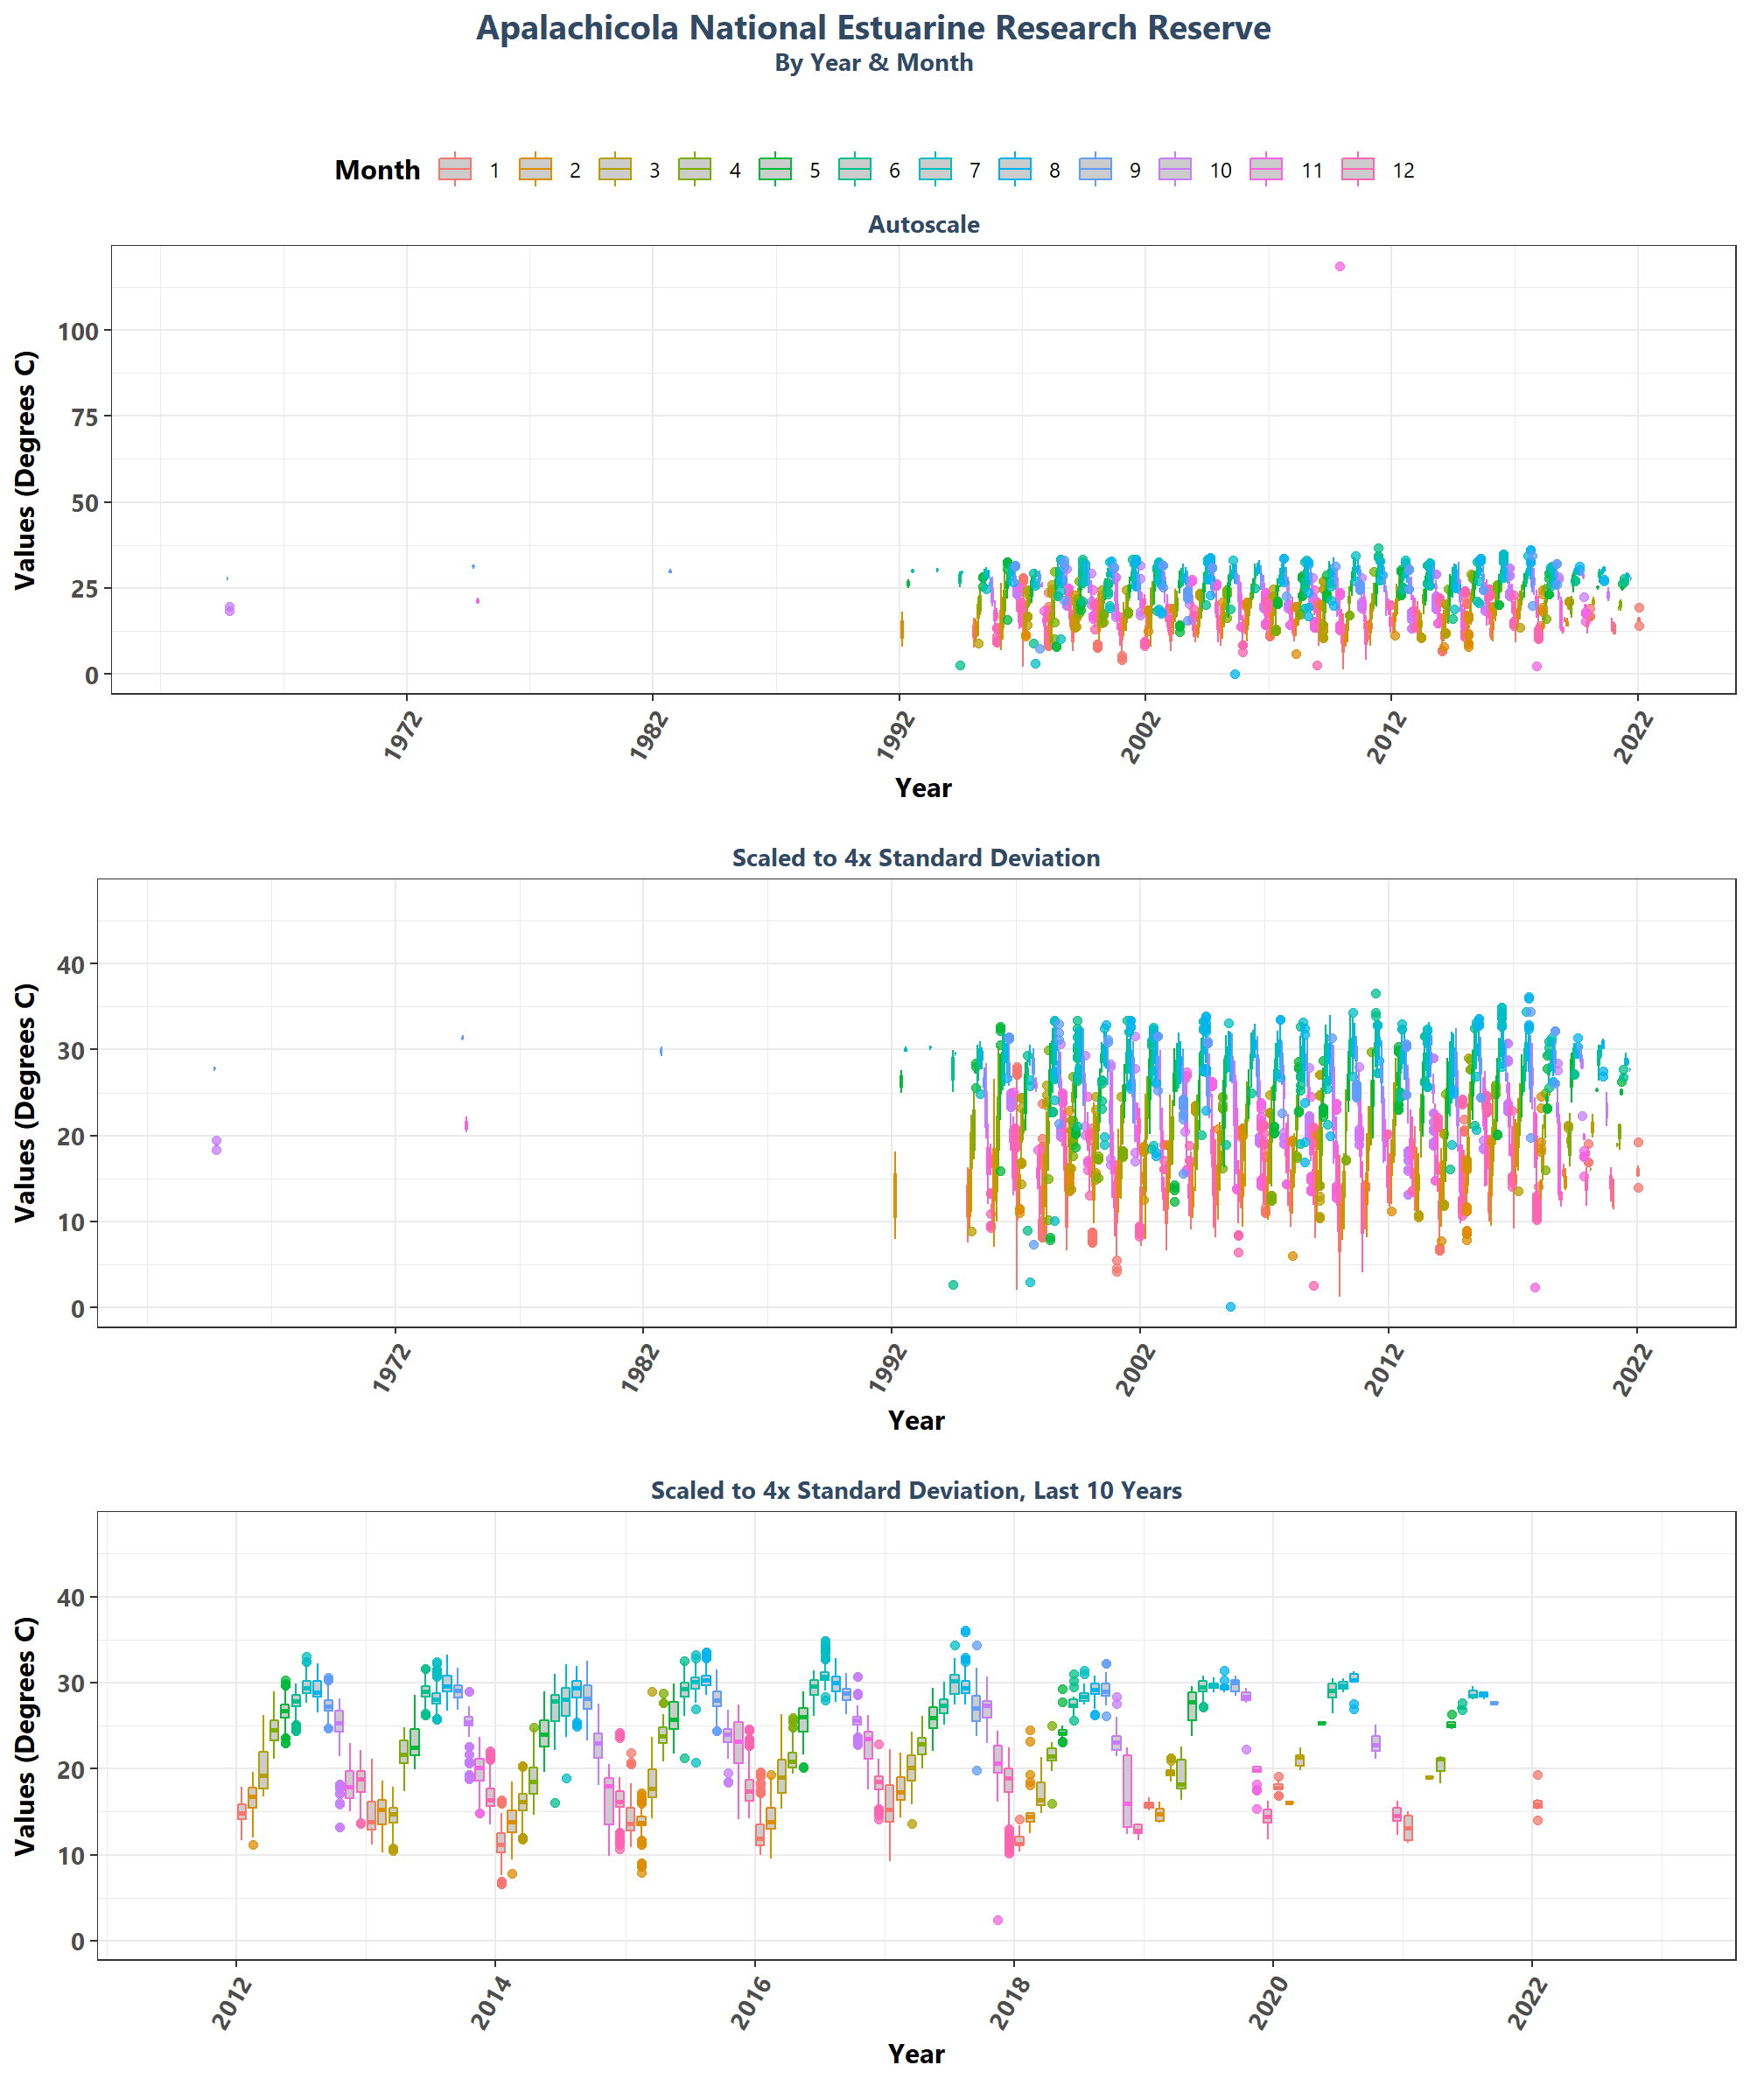 Apalachicola National Estuarine Research Reserve
By Year & Month
Month 1 2 3 4 5 6 7 8 9 10 11 12
Autoscale
Values (Degrees C)
100
75
50
25
0
1972 1982 1992 2002 2012 2022
Year
Scaled to 4x Standard Deviation
Values (Degrees C)
40
30
20
10
0
1972 1982 1992 2002 2012 2022
Year
Scaled to 4x Standard Deviation, Last 10 Years
Values (Degrees C)
40
30
20
10
0
2012 2014 2016 2018 2020 2022
Year